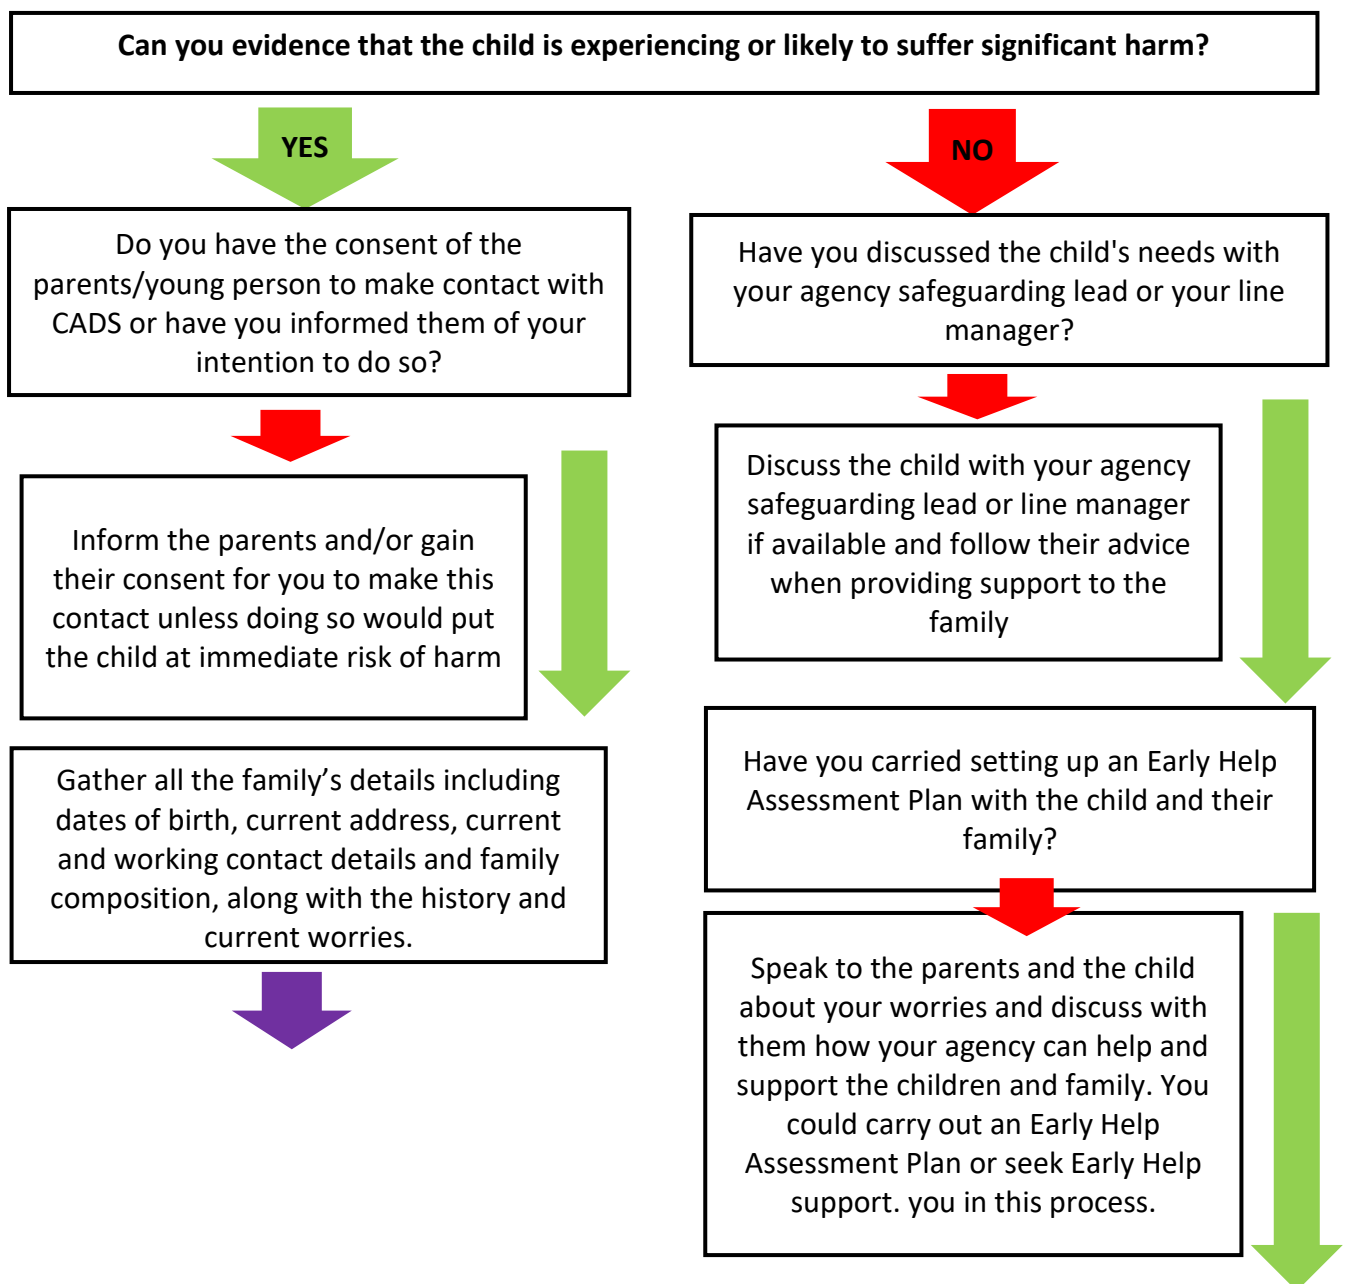 Can you evidence that the child is experiencing or likely to suffer significant harm?
YES
Do you have the consent of the
parents/young person to make contact with
CADS or have you informed them of your
intention to do so?
Inform the parents and/or gain
their consent for you to make this
contact unless doing so would put
the child at immediate risk of harm
Gather all the family’s details including
dates of birth, current address, current
and working contact details and family
composition, along with the history and
current worries.
NO
Have you discussed the child's needs with
your agency safeguarding lead or your line
manager?
Discuss the child with your agency
safeguarding lead or line manager
if available and follow their advice
when providing support to the
family
Have you carried setting up an Early Help
Assessment Plan with the child and their
family?
Speak to the parents and the child
about your worries and discuss with
them how your agency can help and
support the children and family. You
could carry out an Early Help
Assessment Plan or seek Early Help
support. you in this process.